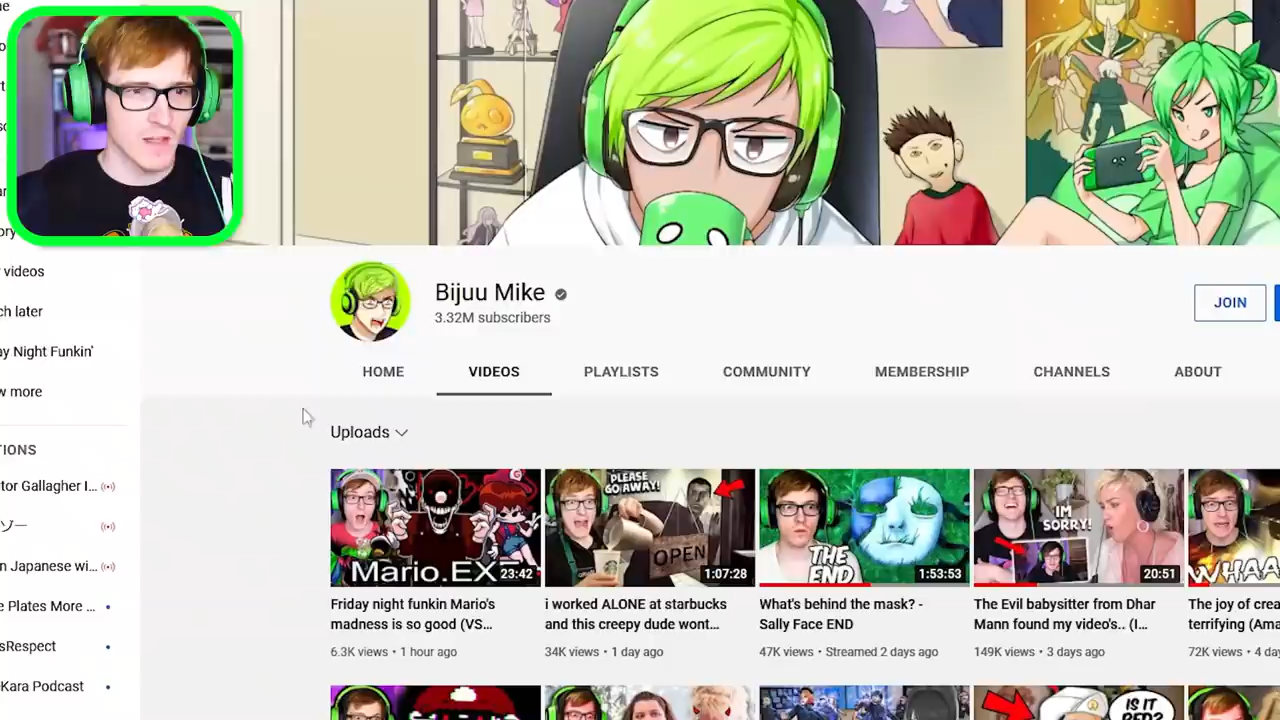 videos
ch later
ay Night Funkin'
w more
TIONS
tor Gallagher I...
ゾー
n Japanese wi...
e Plates More ...
sRespect
Kara Podcast
Bijuu Mike
3.32M subscribers
JOIN
HOME VIDEOS PLAYLISTS COMMUNITY MEMBERSHIP CHANNELS ABOUT
Uploads
Mario.EX
23:42
PLEASE
GO AWAY!
OPEN
1:07:28
THE
END
1:53:53
IM
SORRY!
20:51
WHAA
Friday night funkin Mario's
madness is so good (VS...
6.3K views • 1 hour ago
i worked ALONE at starbucks
and this creepy dude wont...
34K views • 1 day ago
What's behind the mask? -
Sally Face END
47K views • Streamed 2 days ago
The Evil babysitter from Dhar
Mann found my video's.. (I...
149K views • 3 days ago
The joy of crea
terrifying (Ama
72K views • 4 day
IS IT